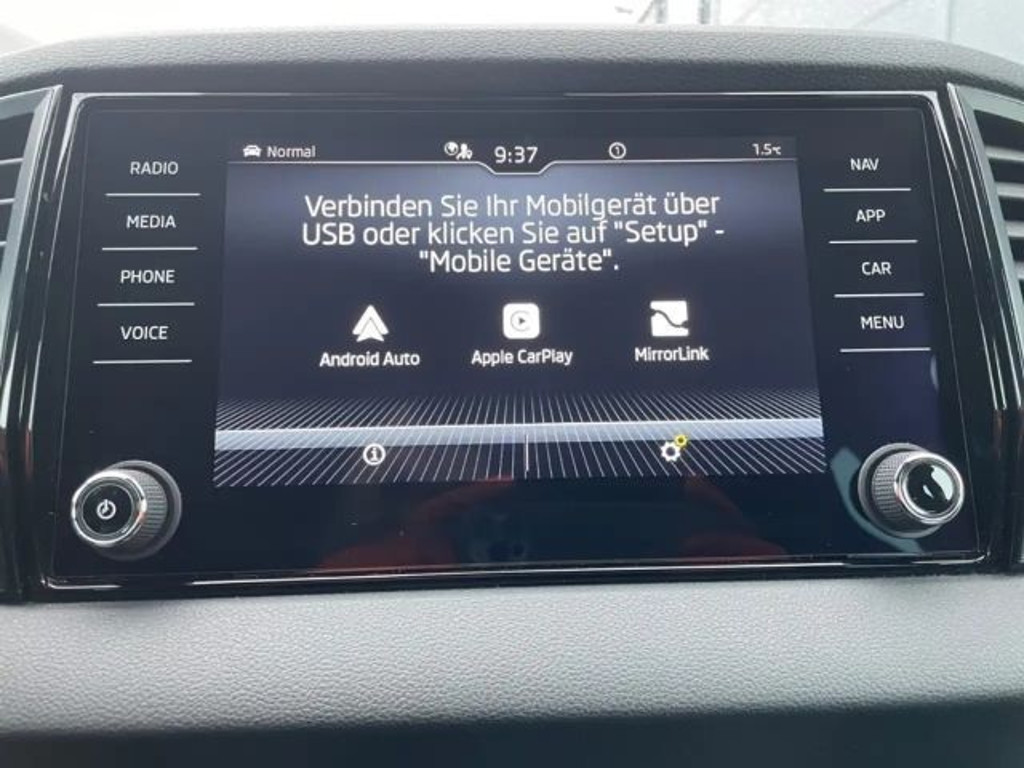 Normal 9:37 1 1.5°C
RADIO
MEDIA
PHONE
VOICE
Verbinden Sie Ihr Mobilgerät über
USB oder klicken Sie auf "Setup" -
"Mobile Geräte".
Android Auto Apple CarPlay MirrorLink
NAV
APP
CAR
MENU